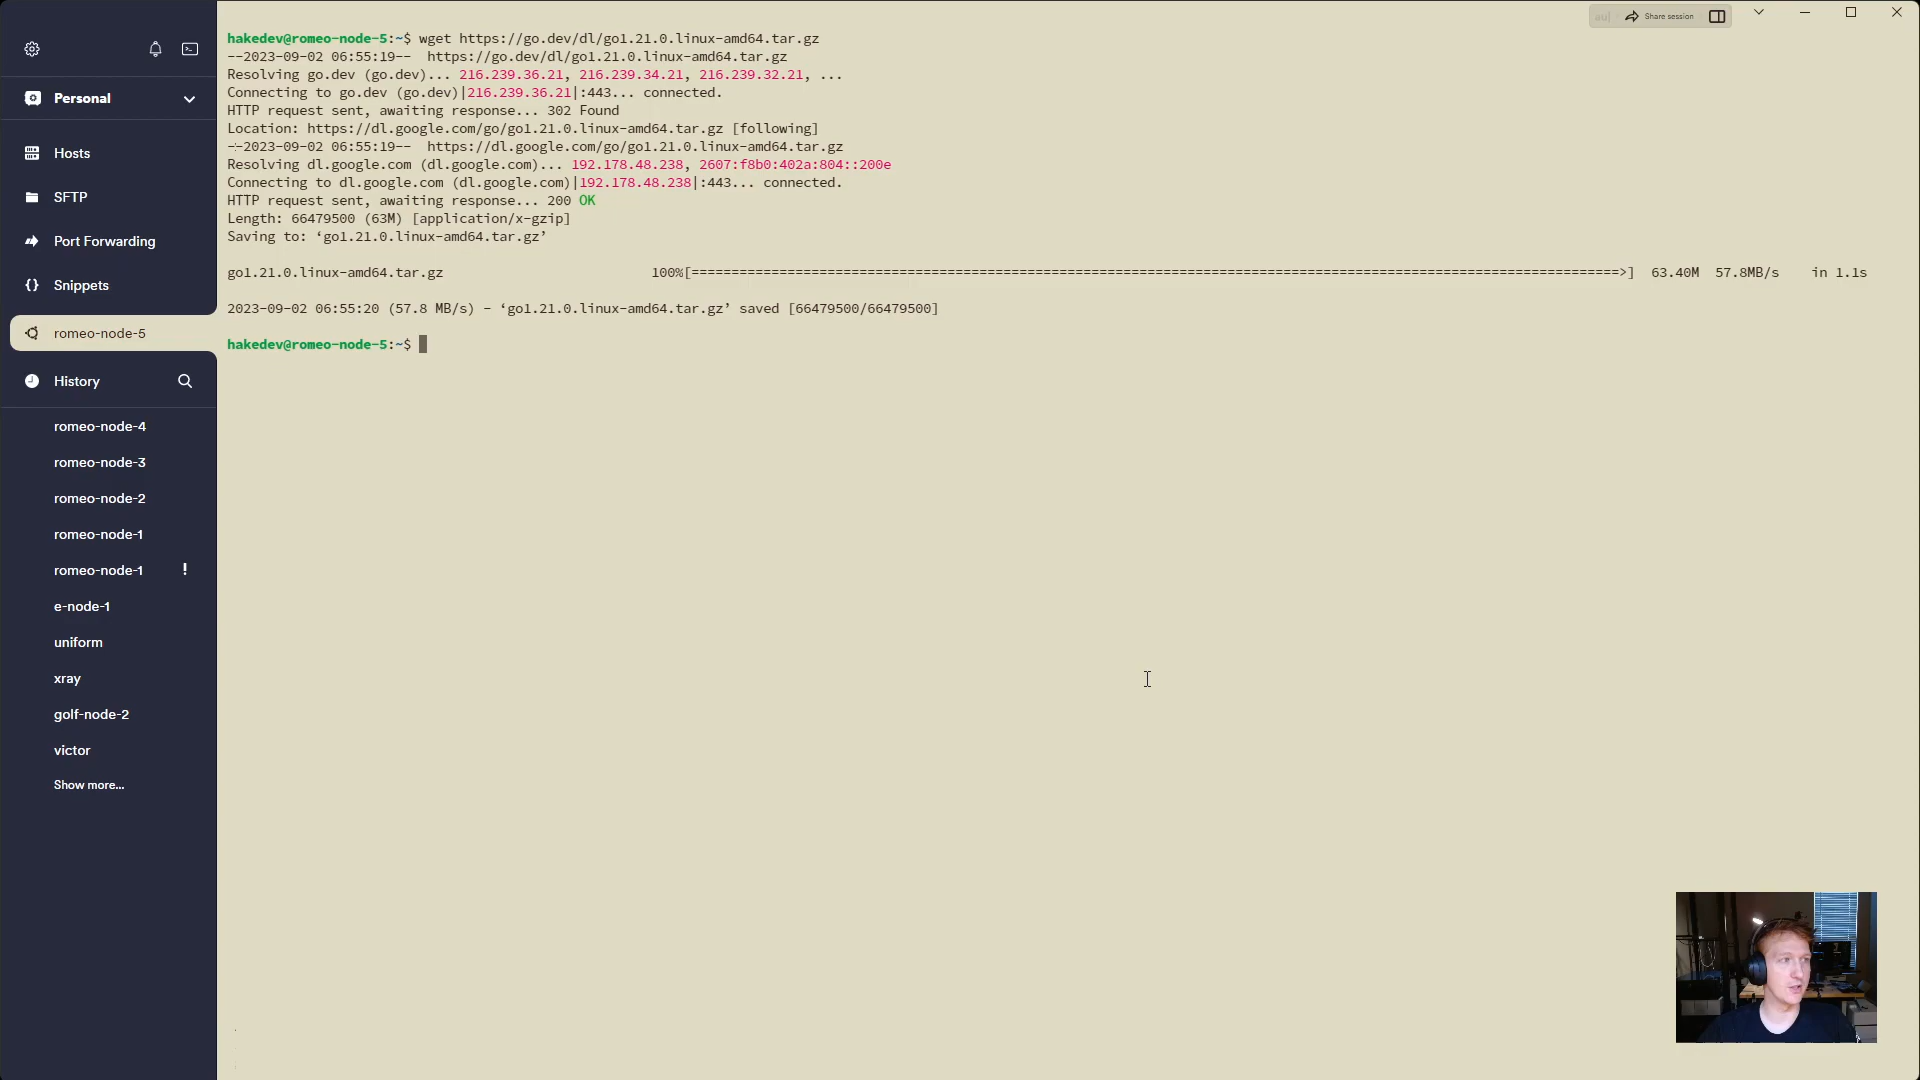 Personal
Hosts
SFTP
Port Forwarding
Snippets
romeo-node-5
History
romeo-node-4
romeo-node-3
romeo-node-2
romeo-node-1
romeo-node-1 !
e-node-1
uniform
xray
golf-node-2
victor
Show more...
Share session
hakedev@romeo-node-5:~$ wget https://go.dev/dl/go1.21.0.linux-amd64.tar.gz
--2023-09-02 06:55:19--  https://go.dev/dl/go1.21.0.linux-amd64.tar.gz
Resolving go.dev (go.dev)... 216.239.36.21, 216.239.34.21, 216.239.32.21, ...
Connecting to go.dev (go.dev)|216.239.36.21|:443... connected.
HTTP request sent, awaiting response... 302 Found
Location: https://dl.google.com/go/go1.21.0.linux-amd64.tar.gz [following]
--2023-09-02 06:55:19--  https://dl.google.com/go/go1.21.0.linux-amd64.tar.gz
Resolving dl.google.com (dl.google.com)... 192.178.48.238, 2607:f8b0:402a:804::200e
Connecting to dl.google.com (dl.google.com)|192.178.48.238|:443... connected.
HTTP request sent, awaiting response... 200 OK
Length: 66479500 (63M) [application/x-gzip]
Saving to: ‘go1.21.0.linux-amd64.tar.gz’
go1.21.0.linux-amd64.tar.gz 100%[====================================================================================================================>] 63.40M 57.8MB/s in 1.1s
2023-09-02 06:55:20 (57.8 MB/s) - ‘go1.21.0.linux-amd64.tar.gz’ saved [66479500/66479500]
hakedev@romeo-node-5:~$